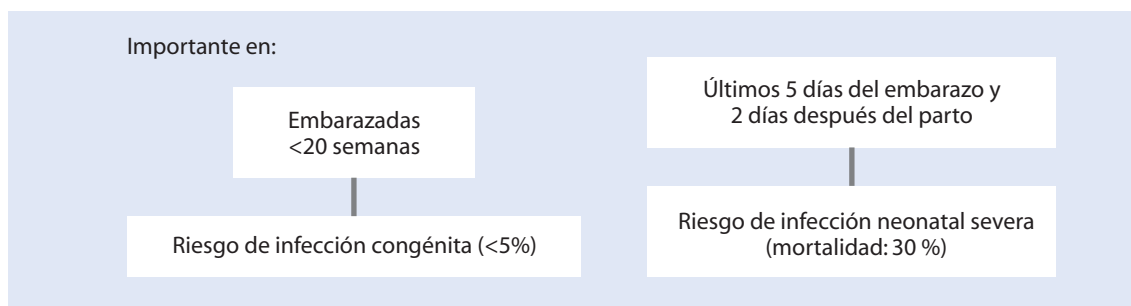 Importante en:
Embarazadas
<20 semanas
Riesgo de infección congénita (<5%)
Últimos 5 días del embarazo y
2 días después del parto
Riesgo de infección neonatal severa
(mortalidad: 30 %)